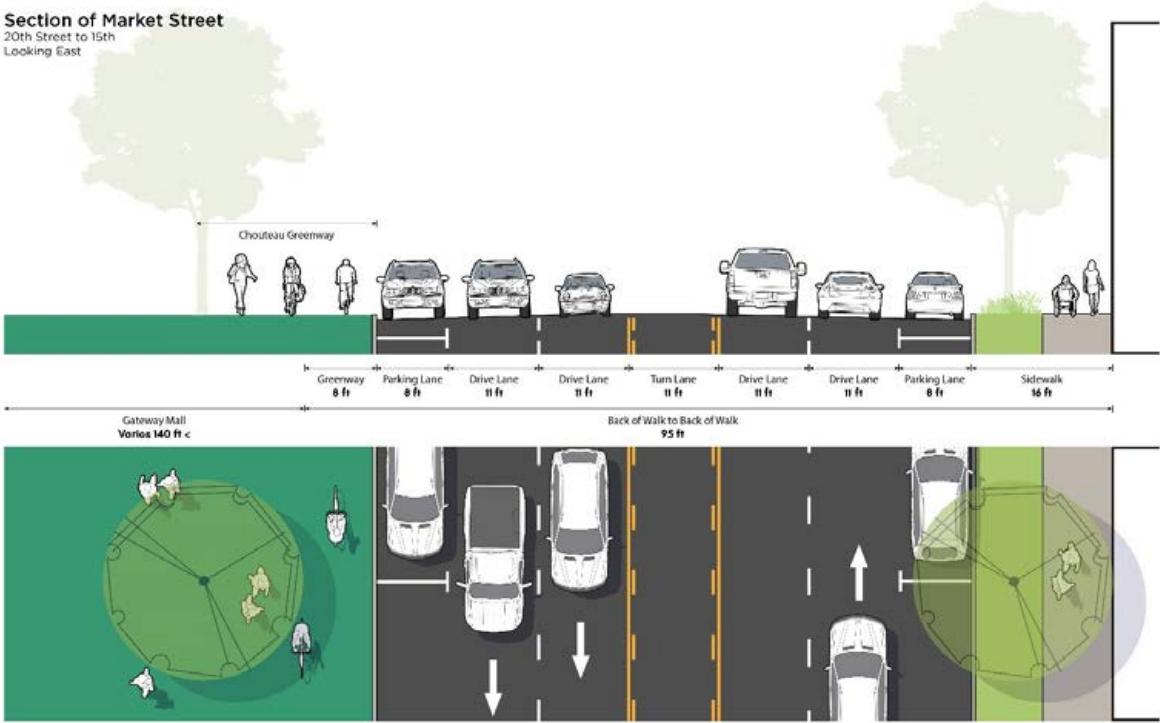 Section of Market Street
20th Street to 15th
Looking East
Chouteau Greenway
Greenway
8 ft
Parking Lane
8 ft
Drive Lane
11 ft
Drive Lane
11 ft
Turn Lane
11 ft
Drive Lane
11 ft
Drive Lane
11 ft
Parking Lane
8 ft
Sidewalk
16 ft
Gateway Mall
Varies 140 ft <
Back of Walk to Back of Walk
95 ft